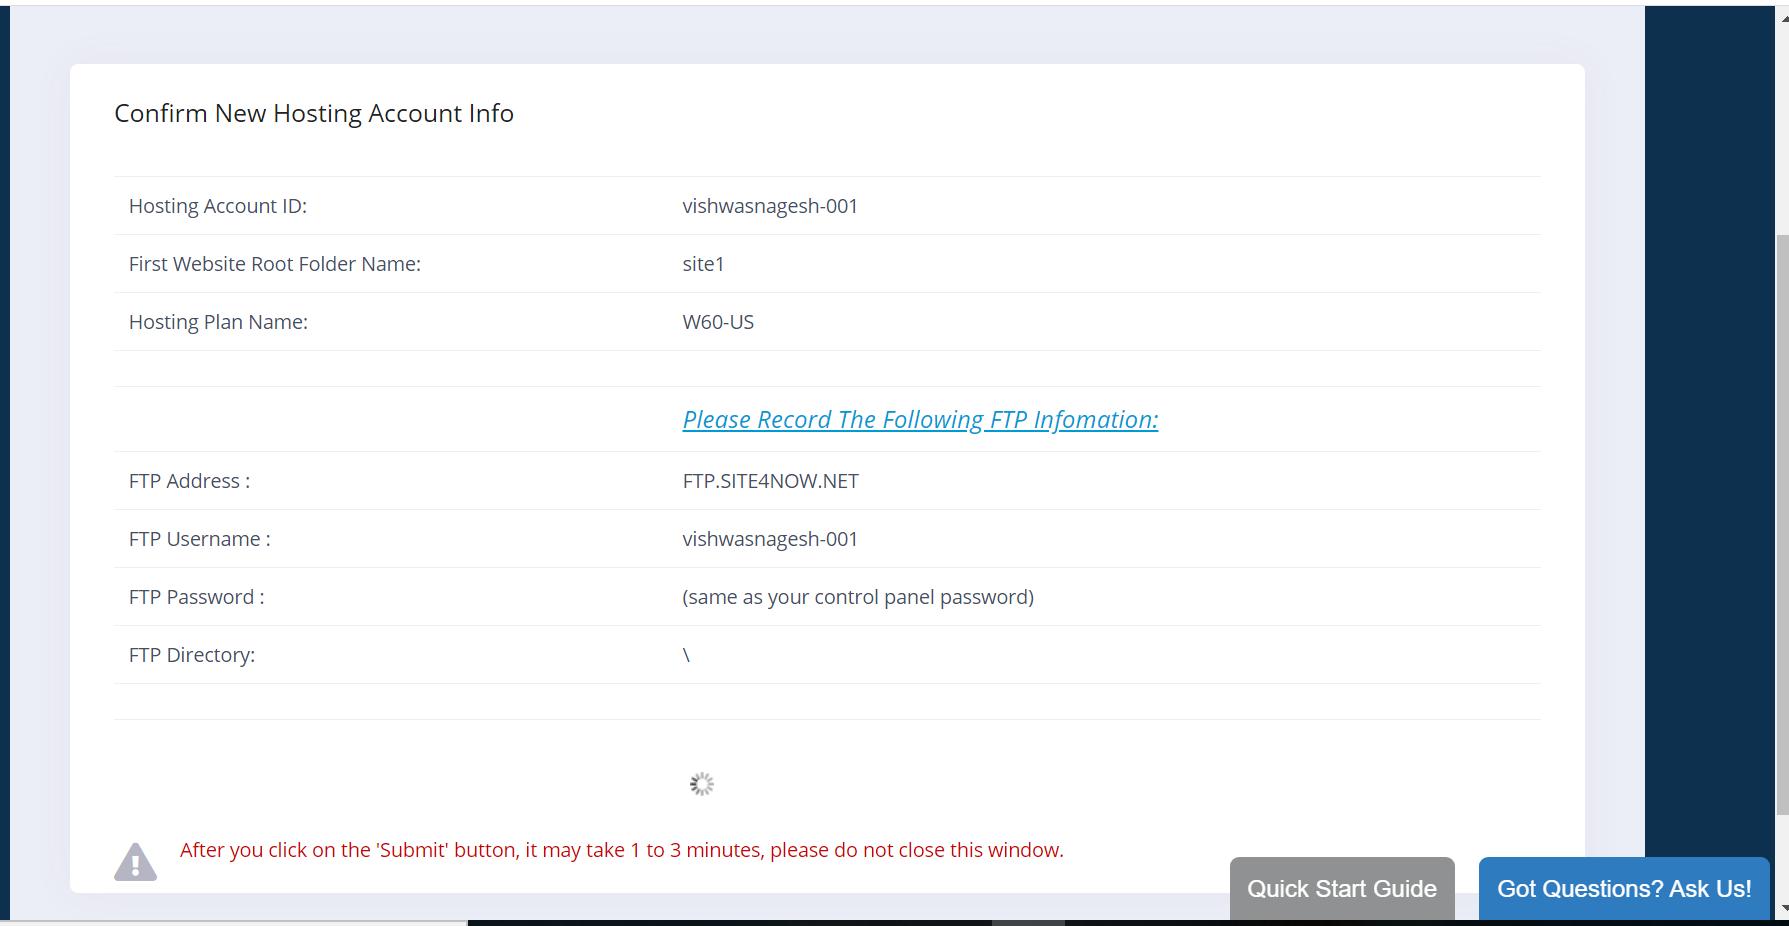 Confirm New Hosting Account Info
Hosting Account ID: vishwasnagesh-001
First Website Root Folder Name: site1
Hosting Plan Name: W60-US
Please Record The Following FTP Infomation:
FTP Address : FTP.SITE4NOW.NET
FTP Username : vishwasnagesh-001
FTP Password : (same as your control panel password)
FTP Directory: \
After you click on the 'Submit' button, it may take 1 to 3 minutes, please do not close this window.
Quick Start Guide
Got Questions? Ask Us!